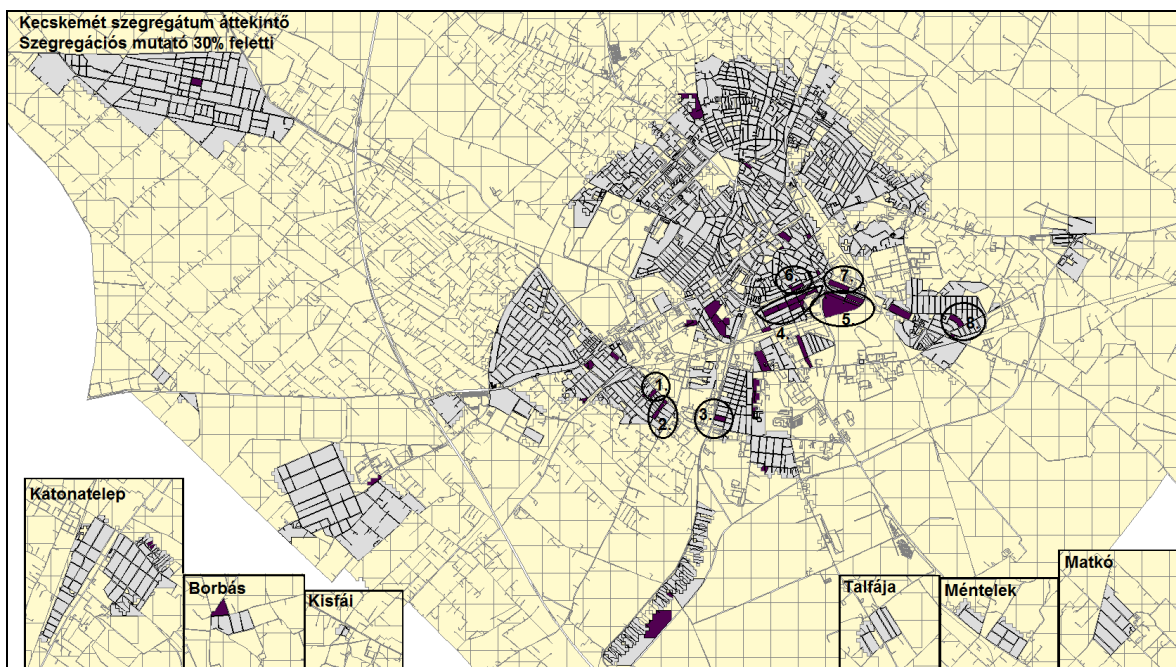 Kecskemét szegregátum áttekintő
Szegregációs mutató 30% feletti
6.
7.
5.
4.
8.
1.
2.
3.
Katonatelep
Borbás
Kisfái
Talfája
Méntelek
Matkó